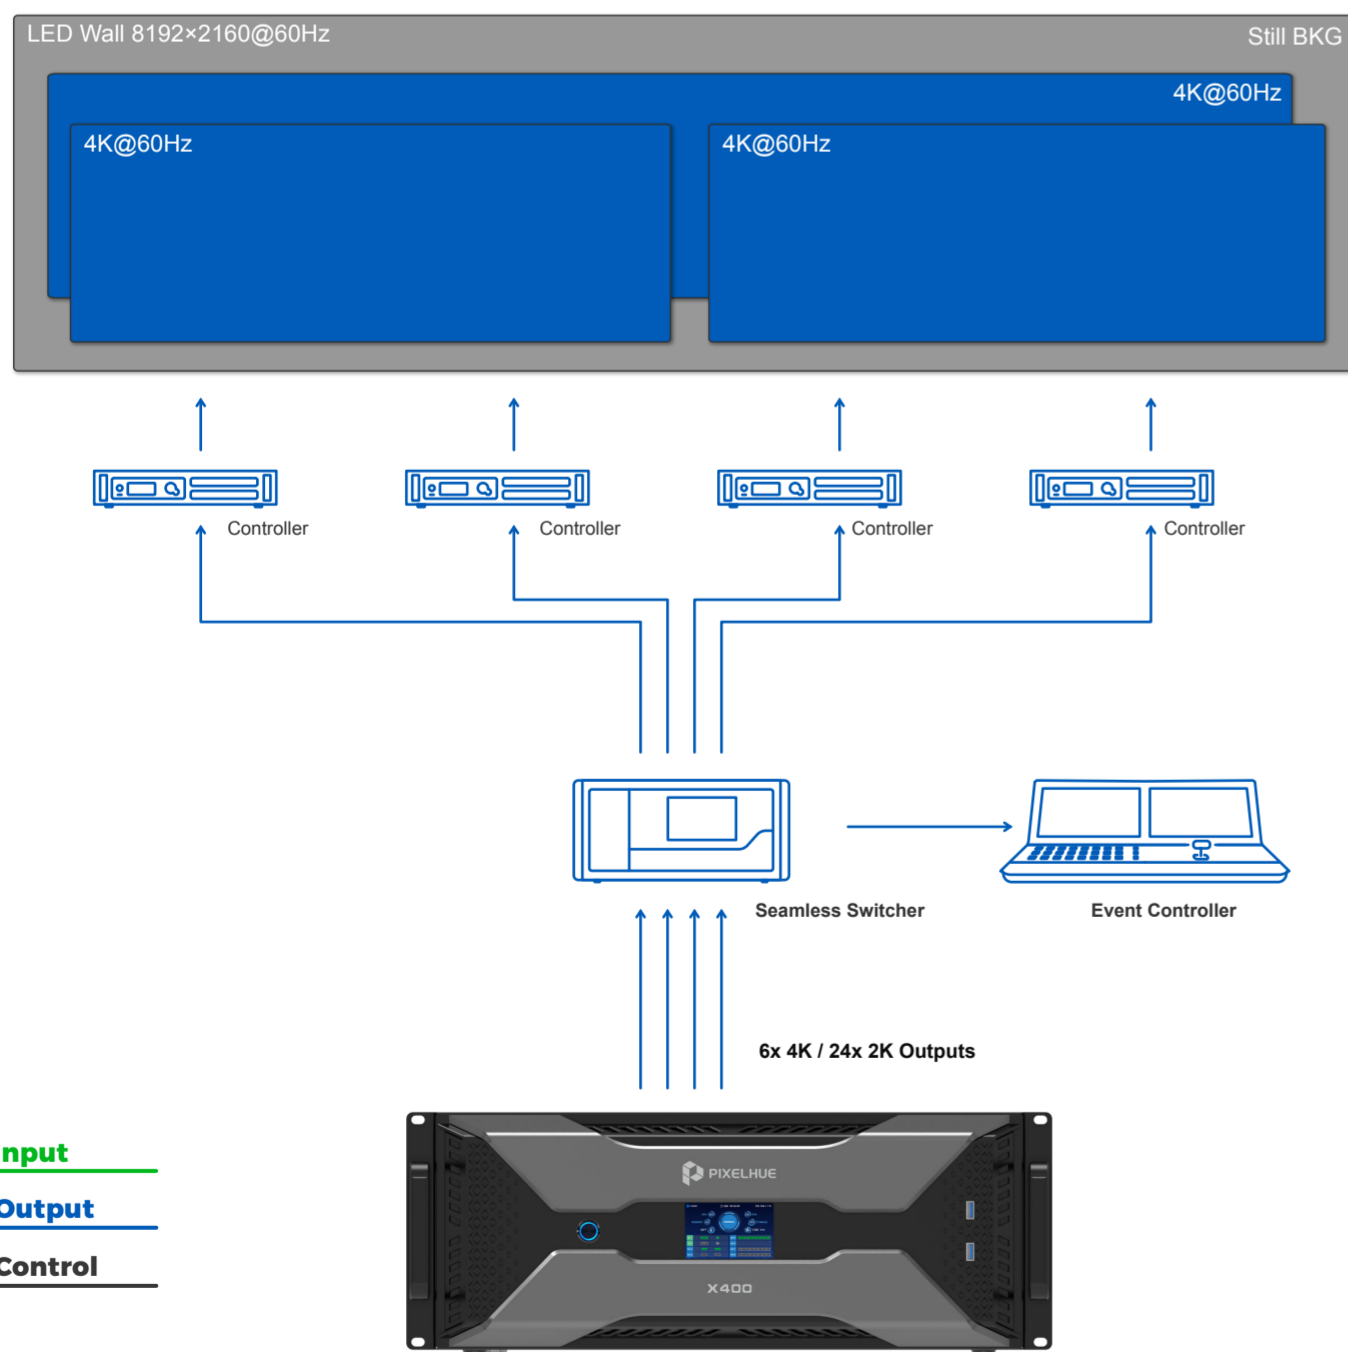 LED Wall 8192×2160@60Hz
Still BKG
4K@60Hz
4K@60Hz
4K@60Hz
Controller
Controller
Controller
Controller
Seamless Switcher
Event Controller
6x 4K / 24x 2K Outputs
nput
Output
Control
PIXELHUE
X400